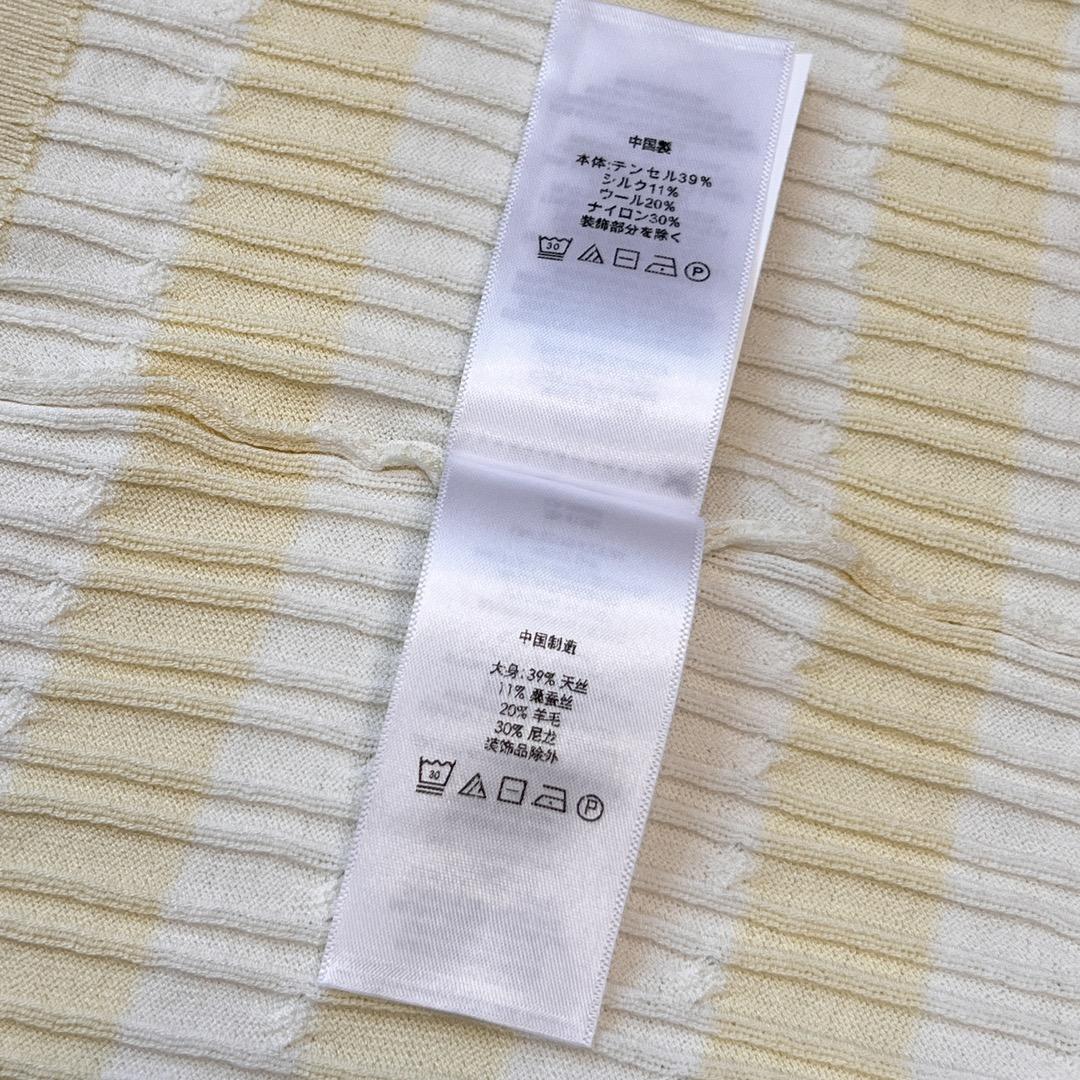 中国製
本体:テンセル39%
シルク11%
ウール20%
ナイロン30%
装飾部分を除く
30
P
中国制造
大身:39% 天丝
11% 桑蚕丝
20% 羊毛
30% 尼龙
装饰品除外
30
P